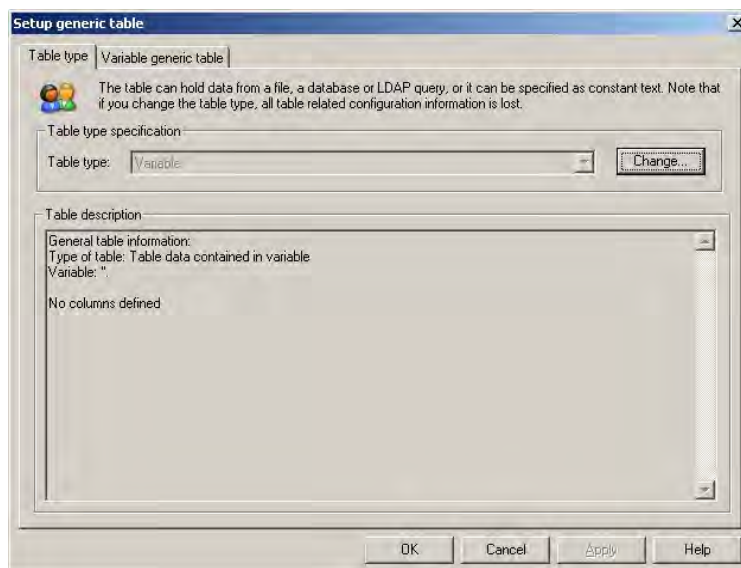 Setup generic table
Table type
Variable generic table
The table can hold data from a file, a database or LDAP query, or it can be specified as constant text. Note that
if you change the table type, all table related configuration information is lost.
Table type specification
Table type:
Variable
Change...
Table description
General table information:
Type of table: Table data contained in variable
Variable: ''

No columns defined
OK
Cancel
Apply
Help